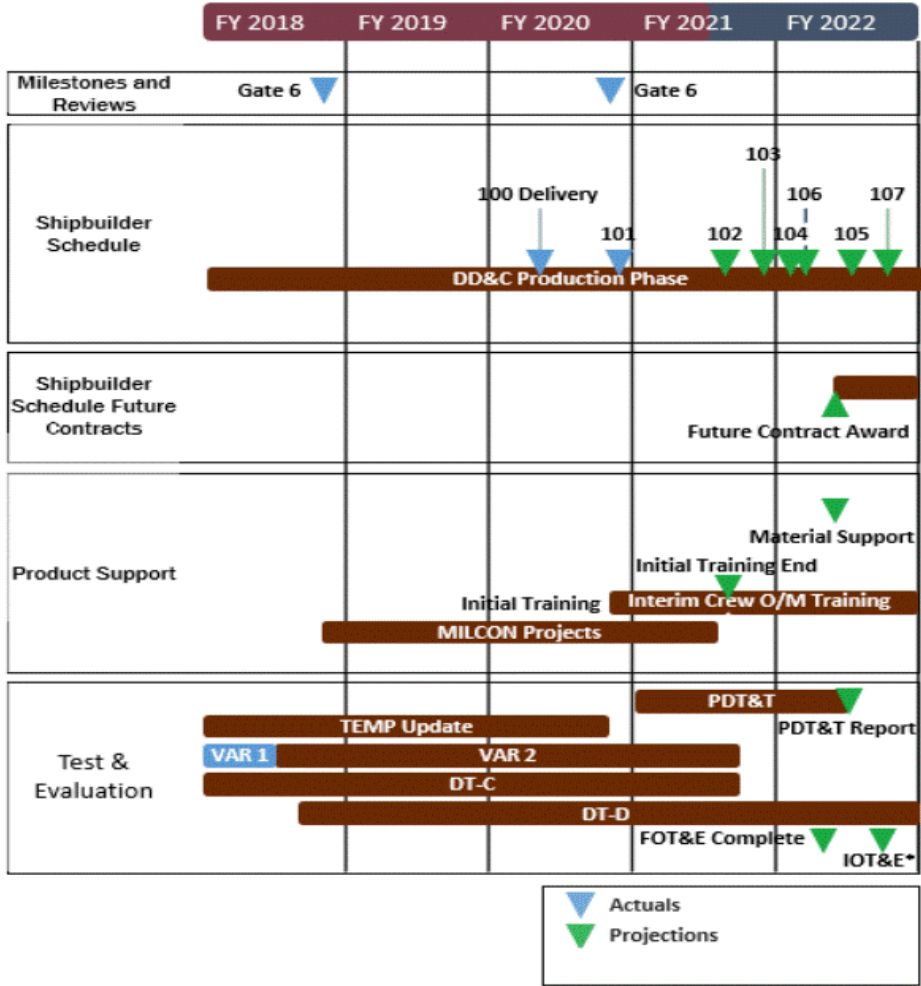 FY 2018 FY 2019 FY 2020 FY 2021 FY 2022
Milestones and
Reviews
Gate 6
Gate 6
Shipbuilder
Schedule
103
100 Delivery
106
107
101
102
104
105
DD&C Production Phase
Shipbuilder
Schedule Future
Contracts
Future Contract Award
Product Support
Material Support
Initial Training End
Initial Training
Interim Crew O/M Training
MILCON Projects
Test &
Evaluation
PDT&T
TEMP Update
PDT&T Report
VAR 1
VAR 2
DT-C
DT-D
FOT&E Complete
IOT&E*
Actuals
Projections